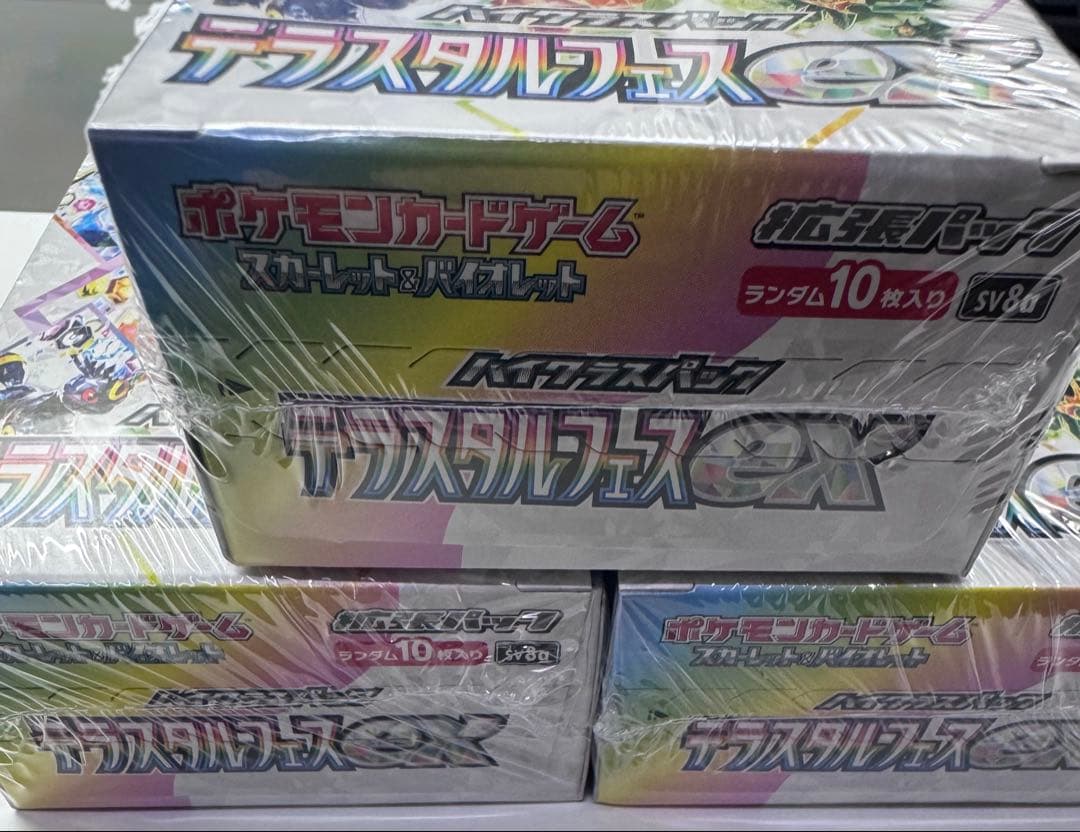 ハイクラスパック
テラスタルフェスex
ポケモンカードゲーム™
スカーレット&バイオレット
拡張パック
ランダム10枚入り SV8a
ハイクラスパック
テラスタルフェスex
ラスタル
ポケモンカードゲーム
スカーレット&バイオレット
拡張パック
ランダム10枚入り SV8a
ハイクラスパック
テラスタルフェスex
ポケモンカードゲーム
スカーレット&バイオレット
ハイクラスパック
テラスタルフェスex